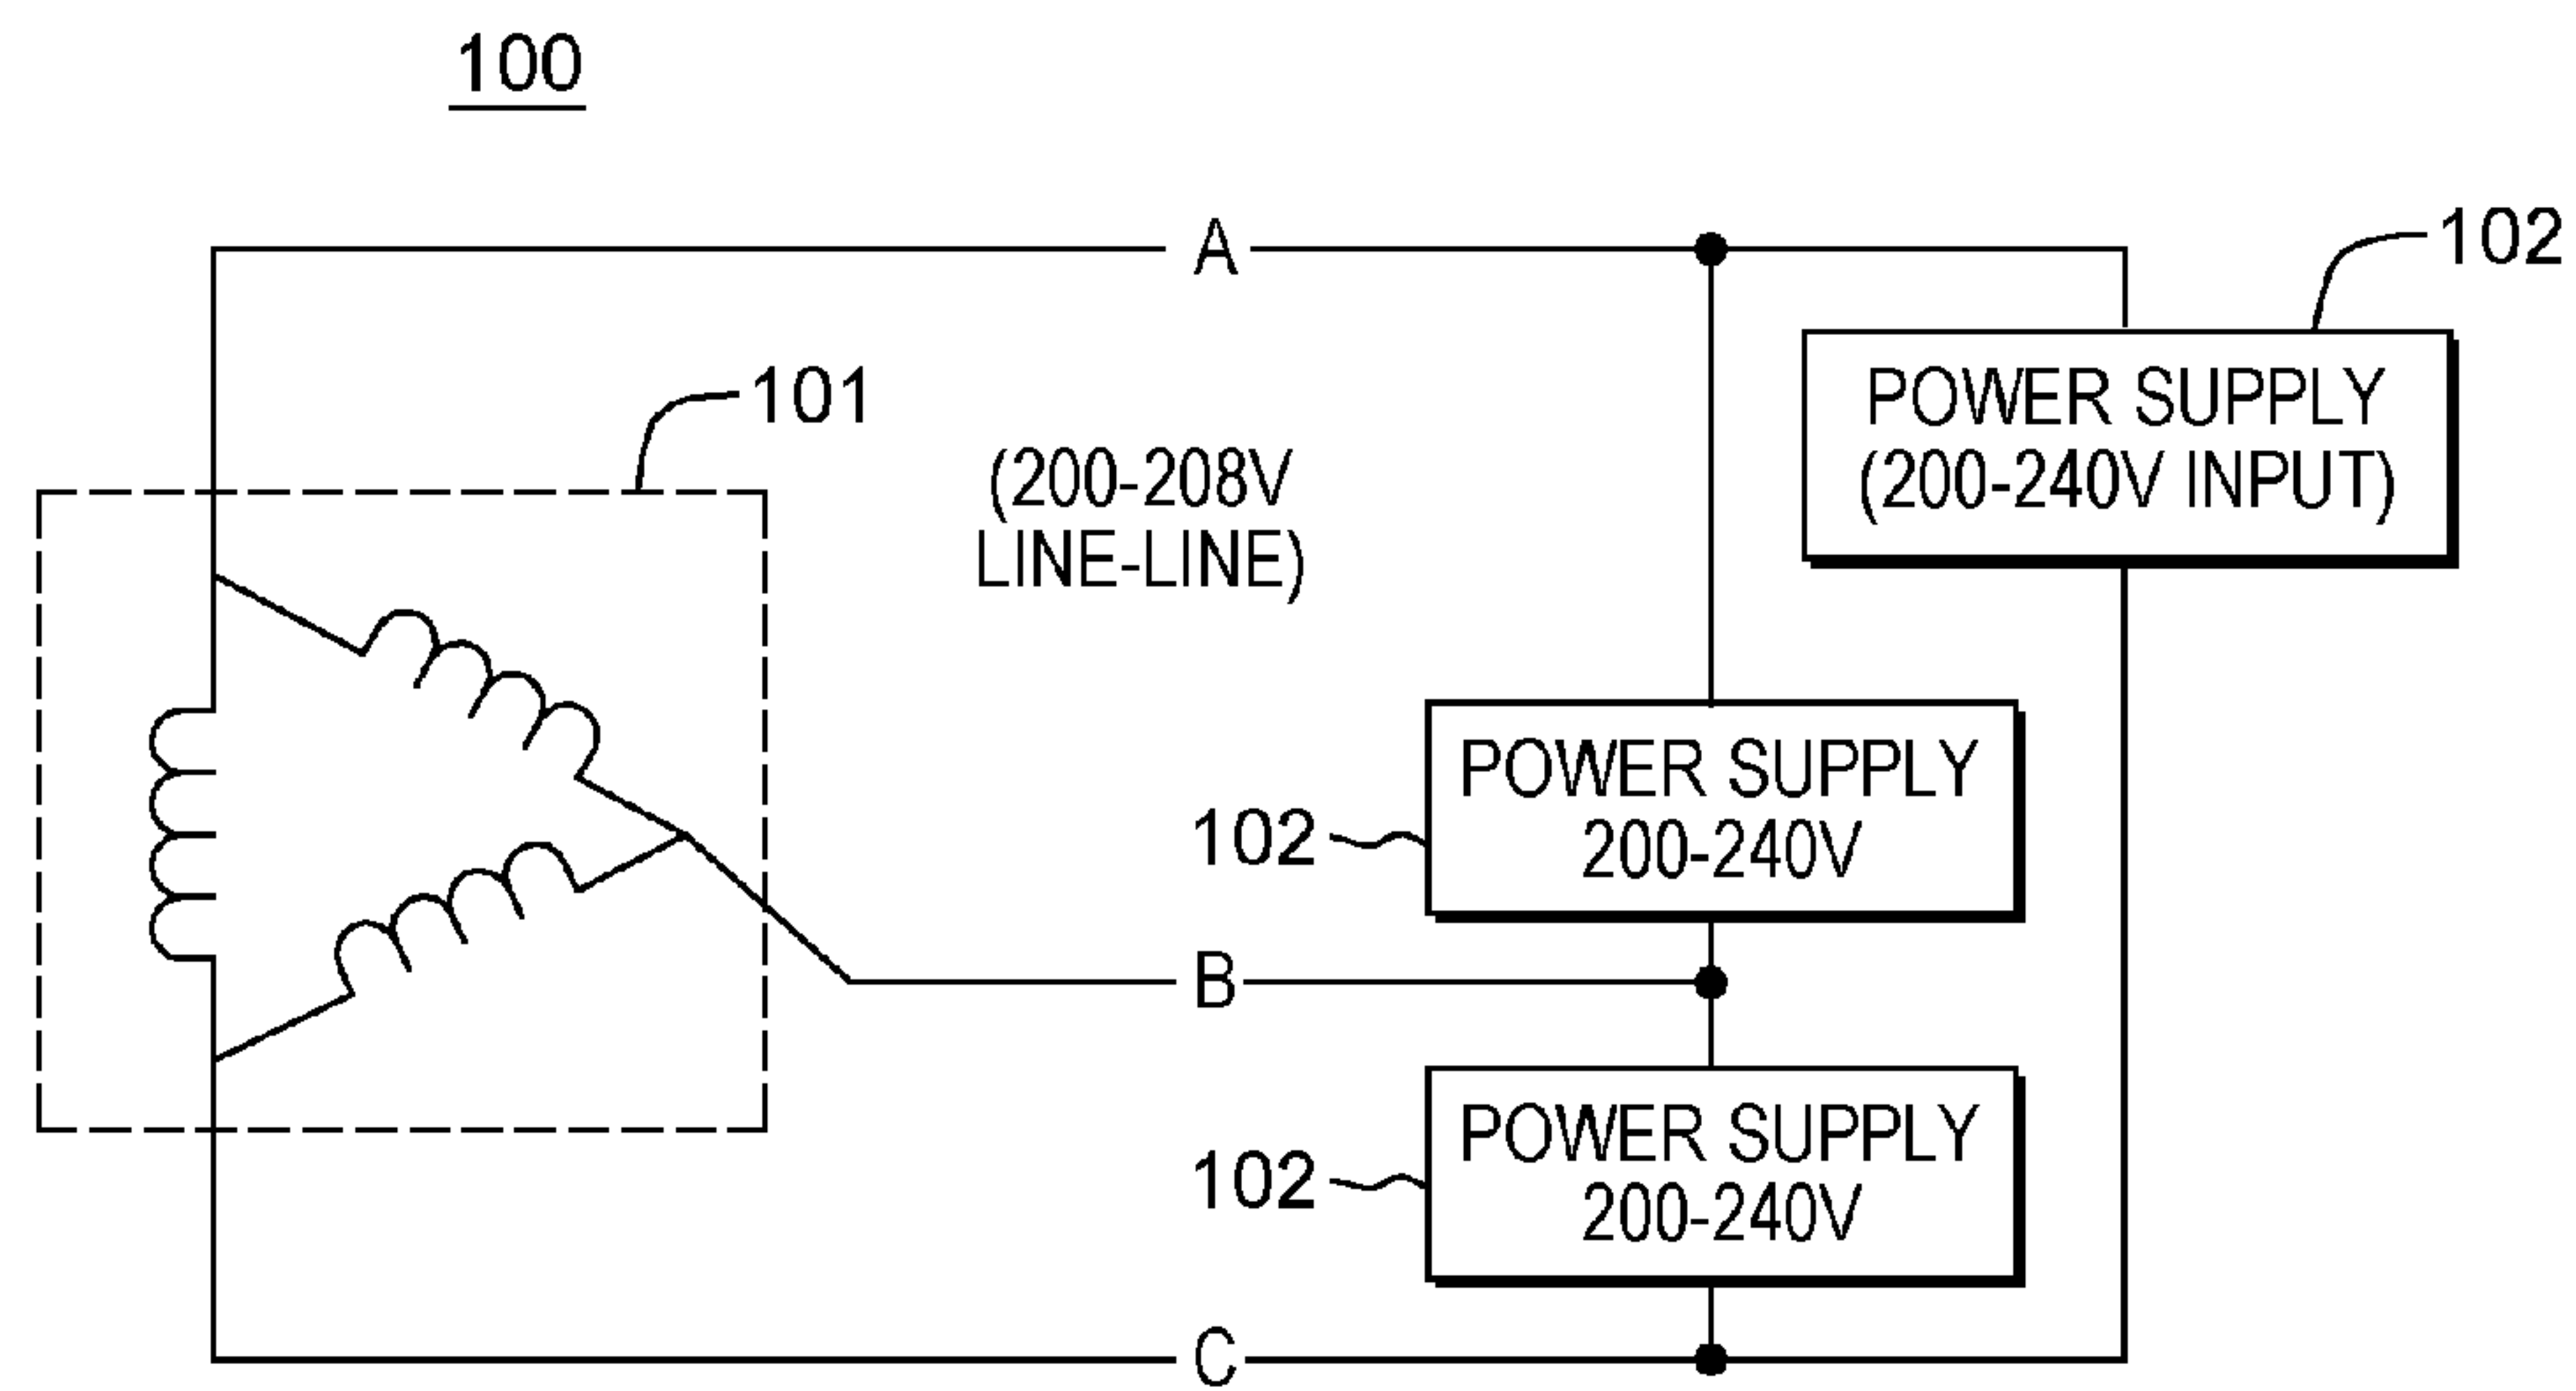 100
A
102
POWER SUPPLY
(200-240V INPUT)
101
(200-208V
LINE-LINE)
POWER SUPPLY
200-240V
102
B
POWER SUPPLY
200-240V
102
C